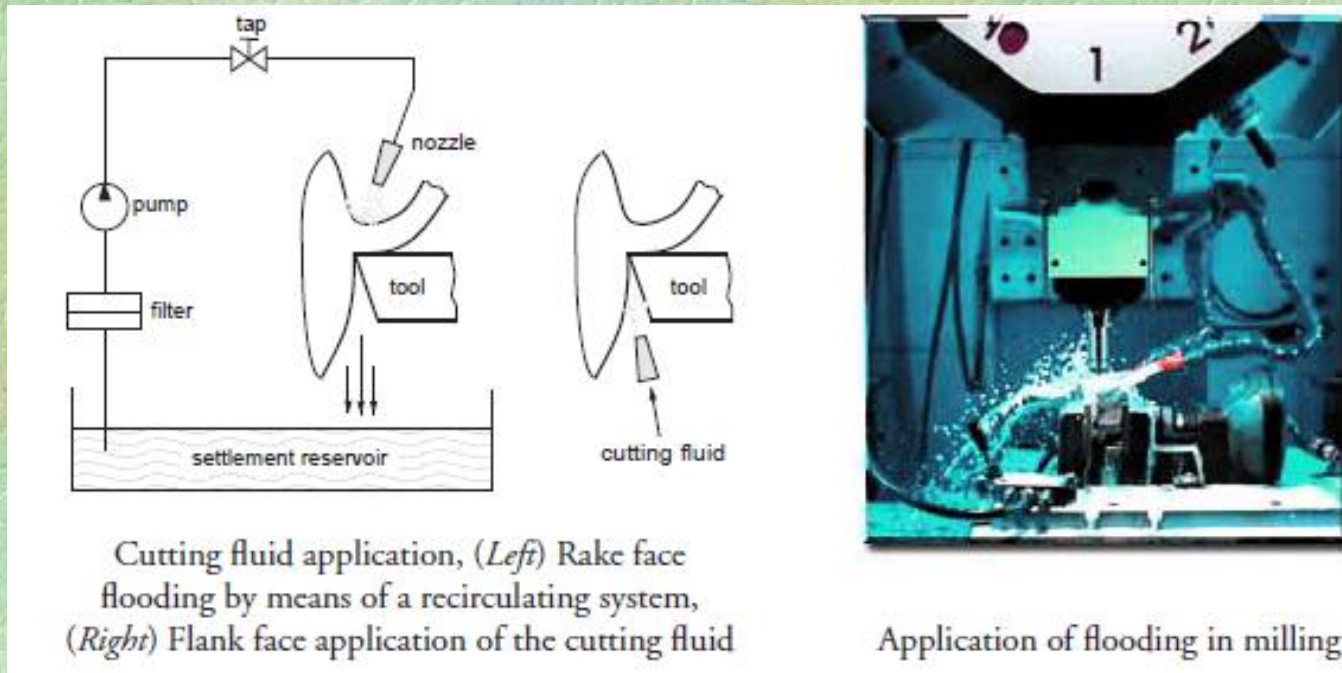 tap
nozzle
pump
tool
tool
filter
settlement reservoir
cutting fluid
Cutting fluid application, (Left) Rake face
flooding by means of a recirculating system,
(Right) Flank face application of the cutting fluid
1
2
Application of flooding in milling